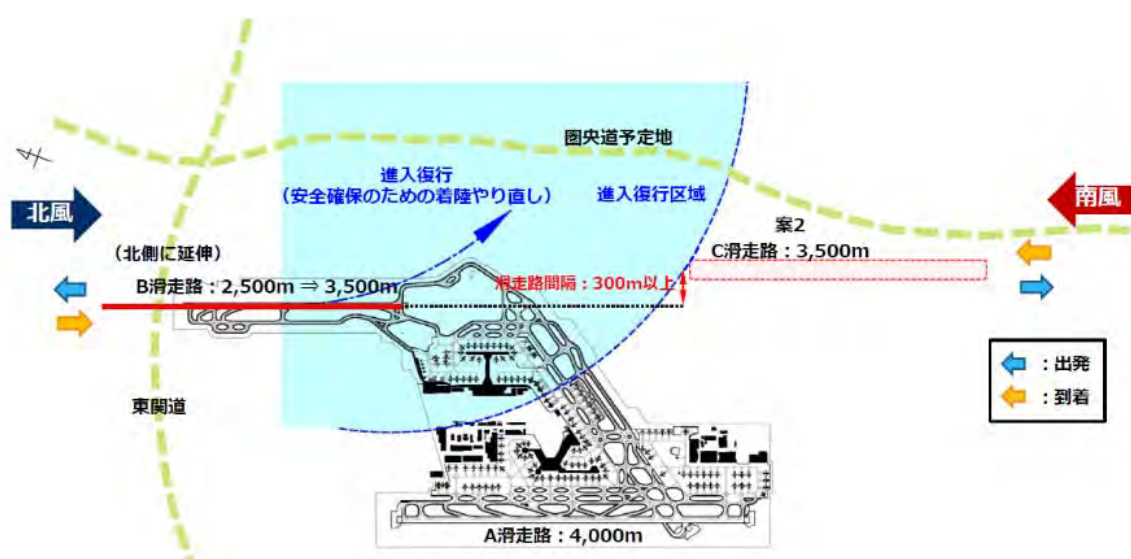 圏央道予定地
進入復行
(安全確保のための着陸やり直し)
進入復行区域
北風
南風
案2
C滑走路:3,500m
(北側に延伸)
B滑走路:2,500m ⇒ 3,500m
滑走路間隔:300m以上
東関道
:出発
:到着
A滑走路:4,000m